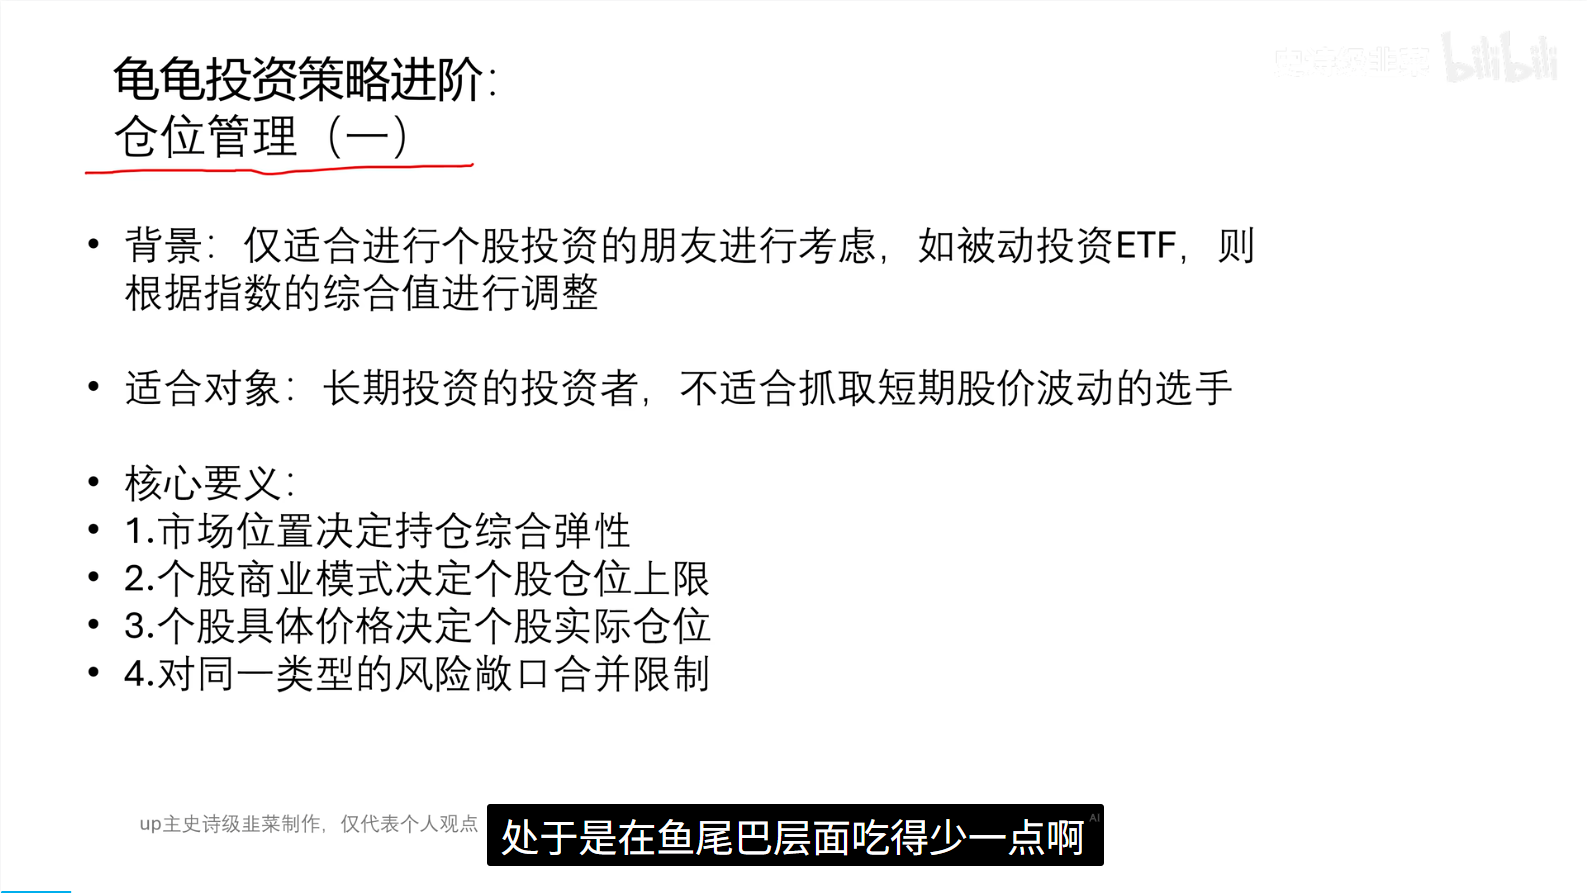 史诗级韭菜 bilibili
龟龟投资策略进阶：
仓位管理（一）
• 背景：仅适合进行个股投资的朋友进行考虑，如被动投资ETF，则
根据指数的综合值进行调整
• 适合对象：长期投资的投资者，不适合抓取短期股价波动的选手
• 核心要义：
• 1.市场位置决定持仓综合弹性
• 2.个股商业模式决定个股仓位上限
• 3.个股具体价格决定个股实际仓位
• 4.对同一类型的风险敞口合并限制
up主史诗级韭菜制作，仅代表个人观点
处于是在鱼尾巴层面吃得少一点啊
AI